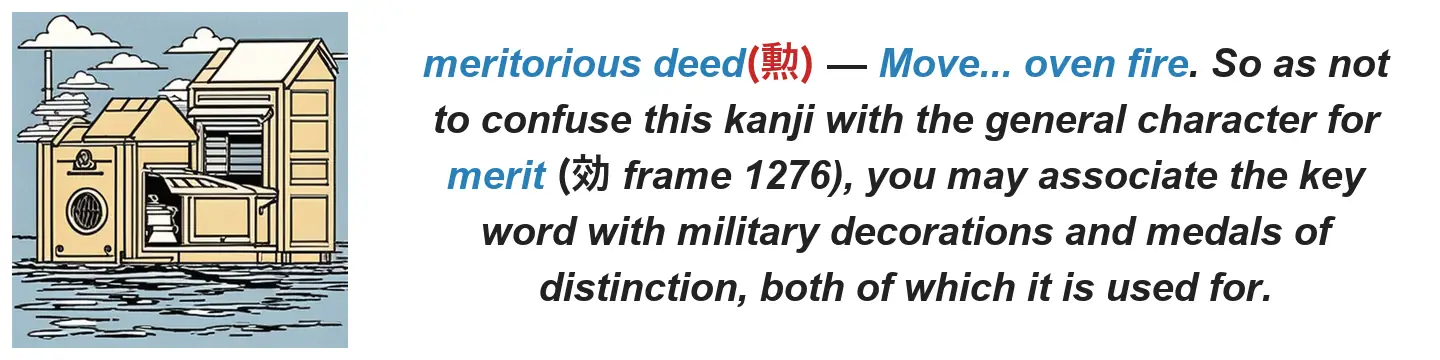 meritorious deed(勲) — Move... oven fire. So as not
to confuse this kanji with the general character for
merit (効 frame 1276), you may associate the key
word with military decorations and medals of
distinction, both of which it is used for.